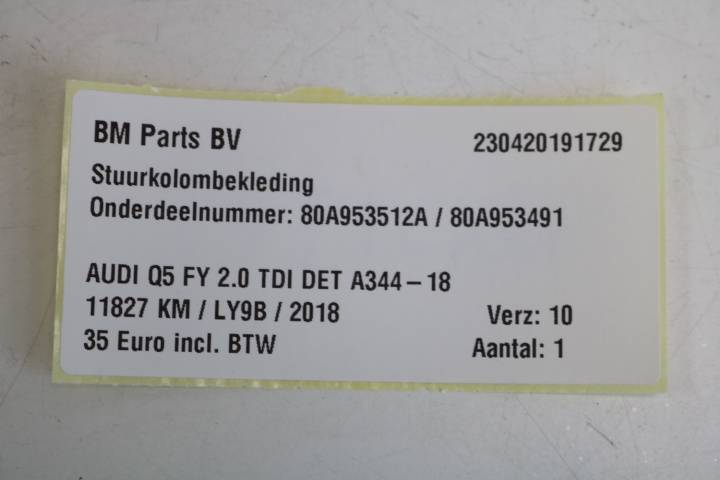 BM Parts BV 230420191729
Stuurkolombekleding
Onderdeelnummer: 80A953512A / 80A953491
AUDI Q5 FY 2.0 TDI DET A344-18
11827 KM / LY9B / 2018 Verz: 10
35 Euro incl. BTW Aantal: 1